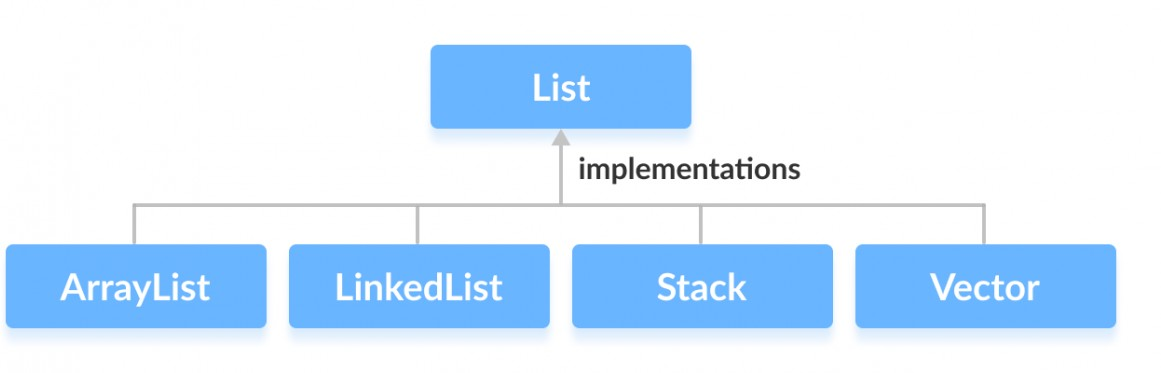 List
implementations
ArrayList
LinkedList
Stack
Vector